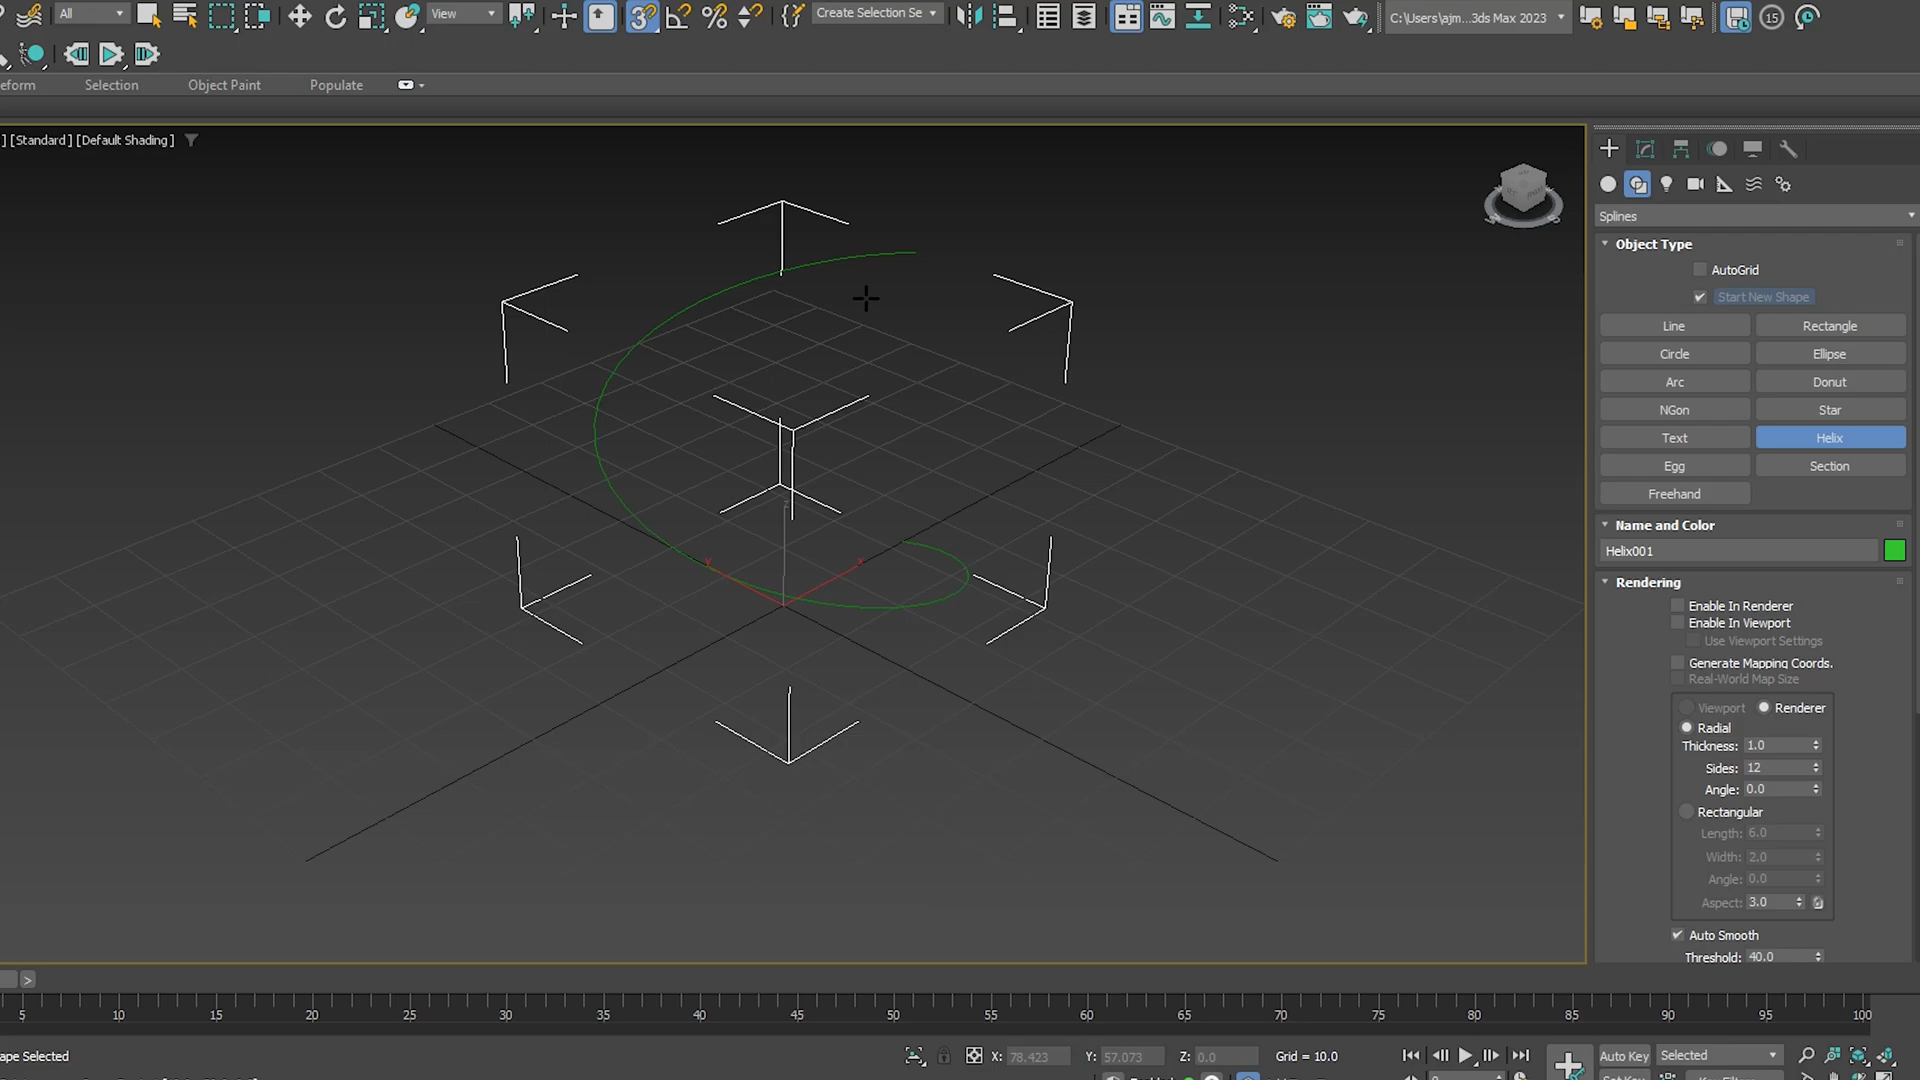 All View 3 Create Selection Se C:\Users\ajm...3ds Max 2023 15
eform Selection Object Paint Populate
] [Standard] [Default Shading]
Splines
Object Type
AutoGrid
Start New Shape
Line Rectangle
Circle Ellipse
Arc Donut
NGon Star
Text Helix
Egg Section
Freehand
Name and Color
Helix001
Rendering
Enable In Renderer
Enable In Viewport
Use Viewport Settings
Generate Mapping Coords.
Real-World Map Size
Viewport Renderer
Radial
Thickness: 1.0
Sides: 12
Angle: 0.0
Rectangular
Length: 6.0
Width: 2.0
Angle: 0.0
Aspect: 3.0
Auto Smooth
Threshold: 40.0
y x
>
5 10 15 20 25 30 35 40 45 50 55 60 65 70 75 80 85 90 95 100
ape Selected X: 78.423 Y: 57.073 Z: 0.0 Grid = 10.0 Auto Key Selected